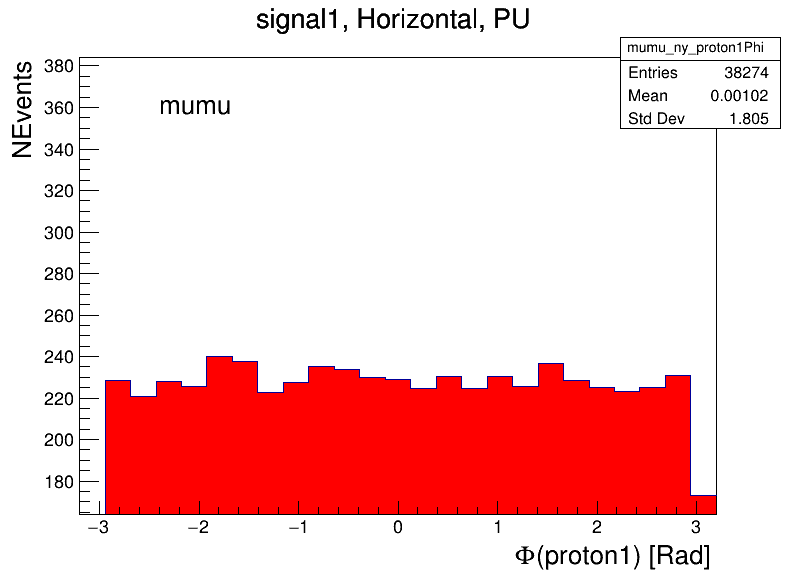 signal1, Horizontal, PU
mumu_ny_proton1Phi
Entries 38274
Mean 0.00102
Std Dev 1.805
NEvents
mumu
380
360
340
320
300
280
260
240
220
200
180
−3 −2 −1 0 1 2 3
Φ(proton1) [Rad]